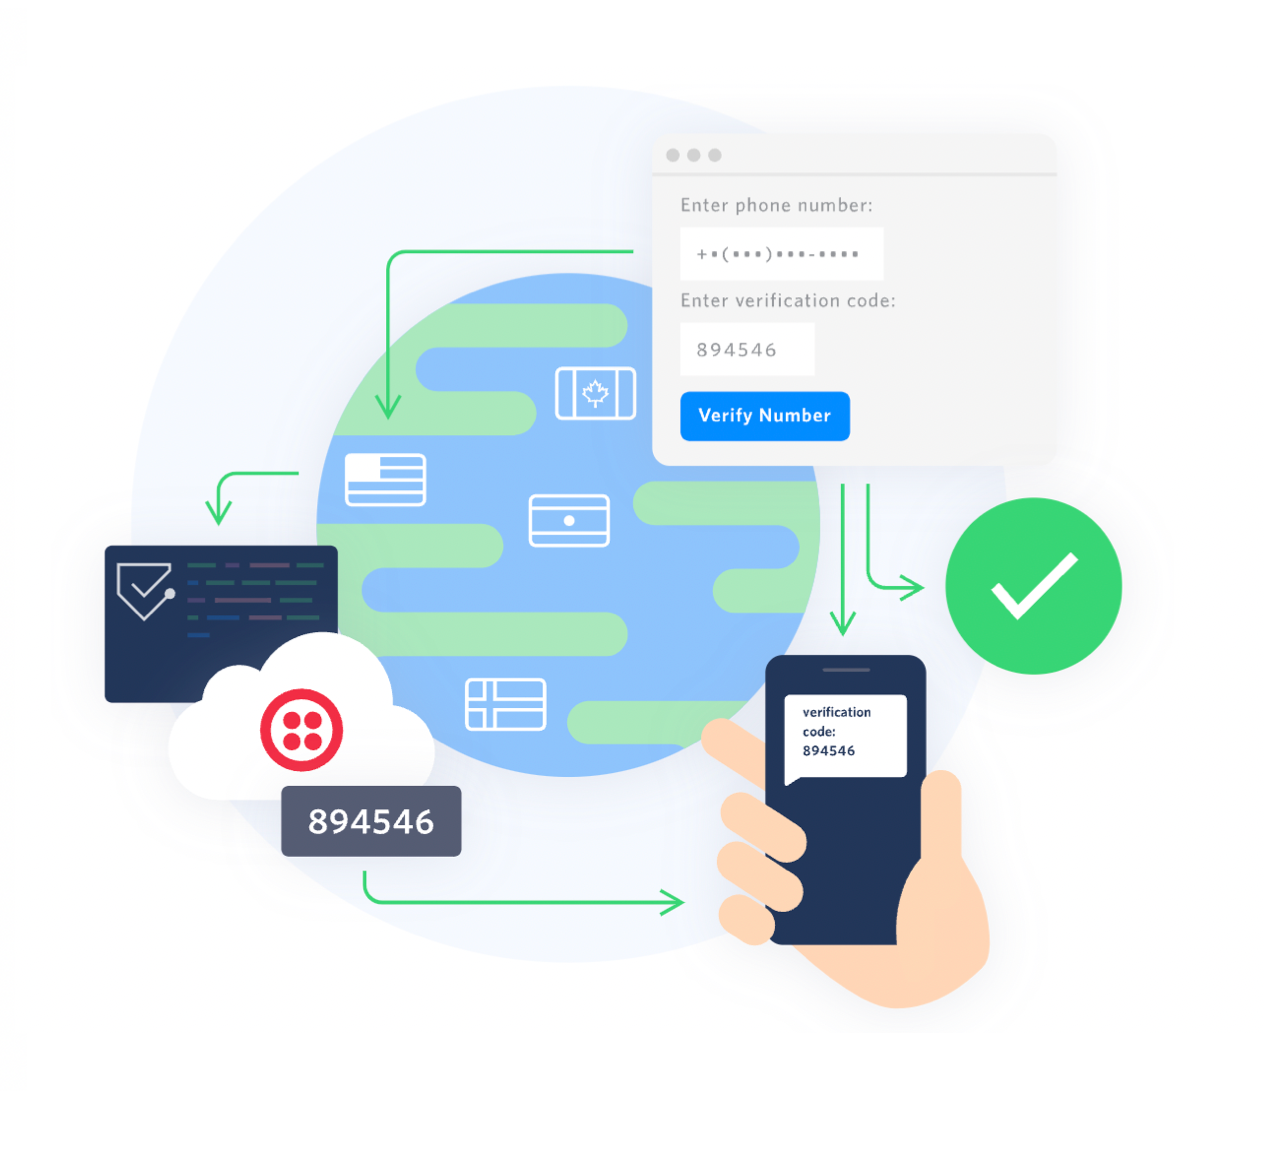 Enter phone number:
+▪(▪▪▪)▪▪▪-▪▪▪▪
Enter verification code:
894546
Verify Number
verification
code:
894546
894546